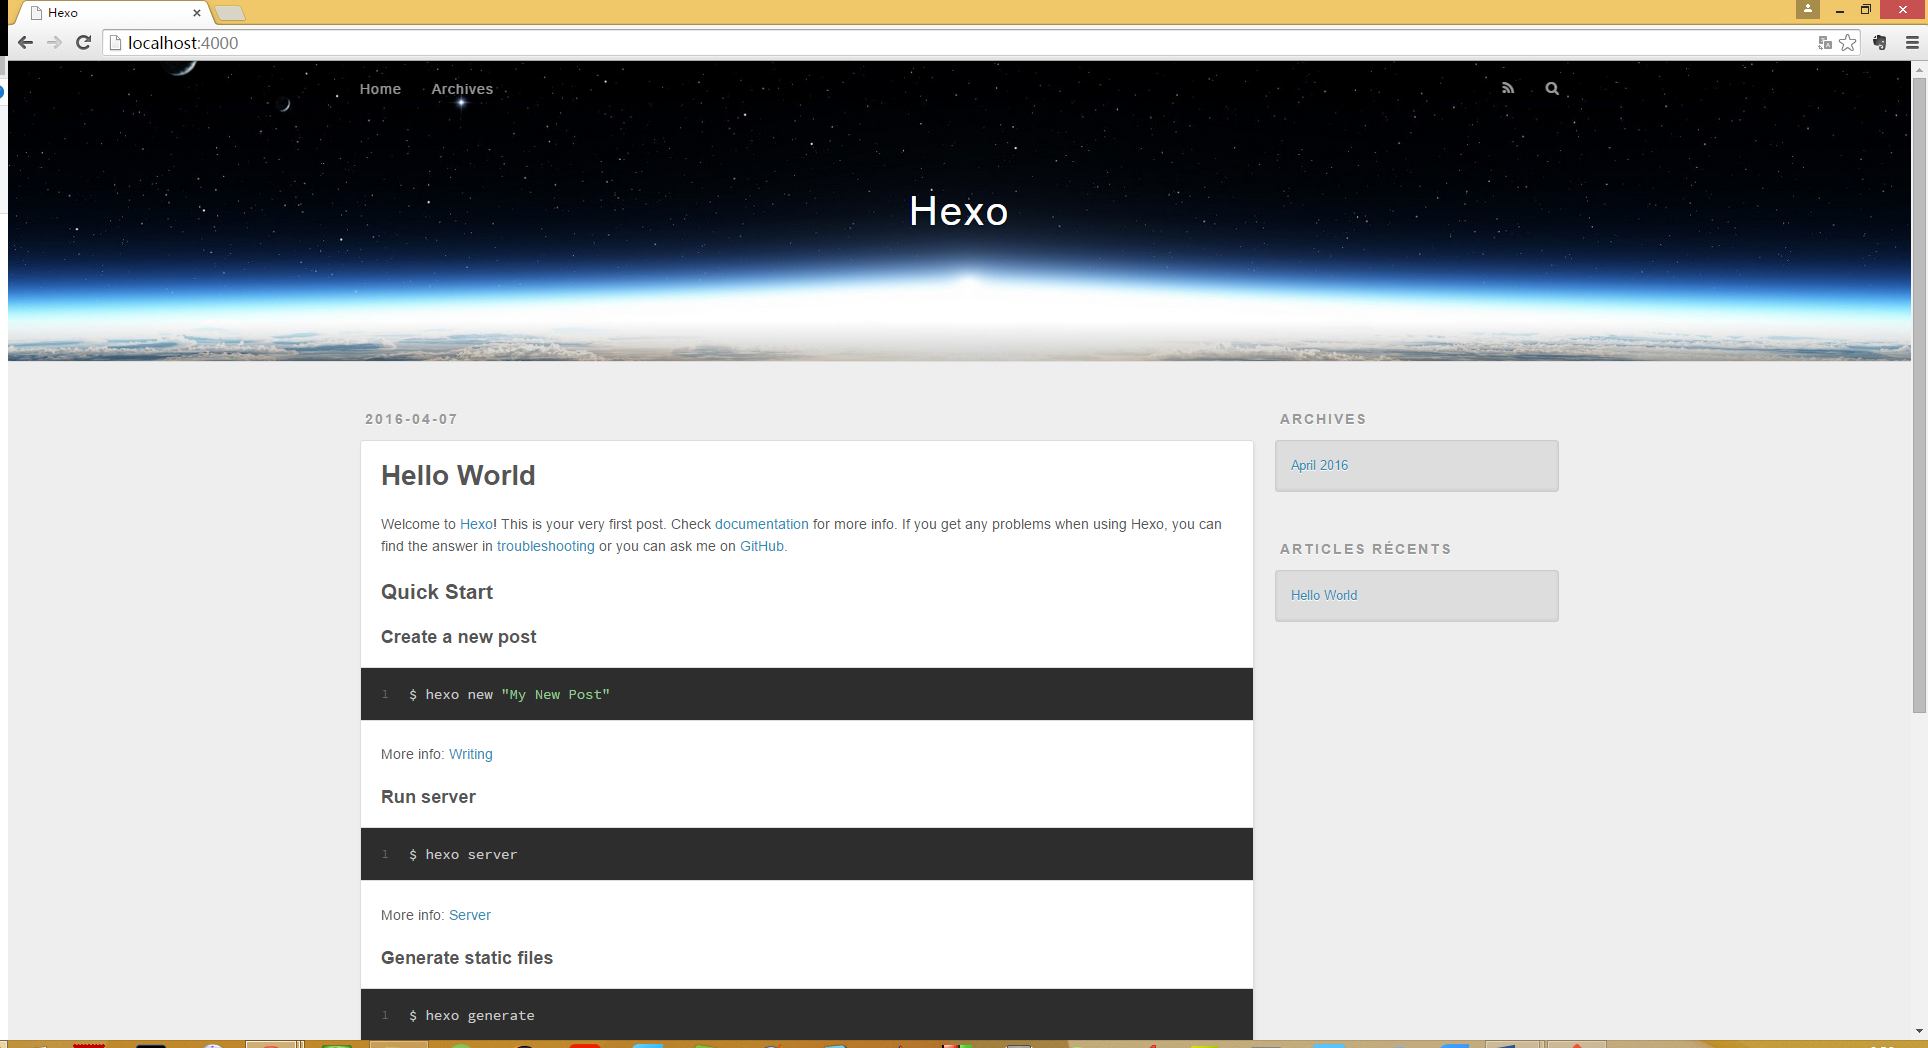 Hexo
localhost:4000
Home Archives
Hexo
2016-04-07
Hello World
Welcome to Hexo! This is your very first post. Check documentation for more info. If you get any problems when using Hexo, you can
find the answer in troubleshooting or you can ask me on GitHub.
Quick Start
Create a new post
1 $ hexo new "My New Post"
More info: Writing
Run server
1 $ hexo server
More info: Server
Generate static files
1 $ hexo generate
ARCHIVES
April 2016
ARTICLES RÉCENTS
Hello World